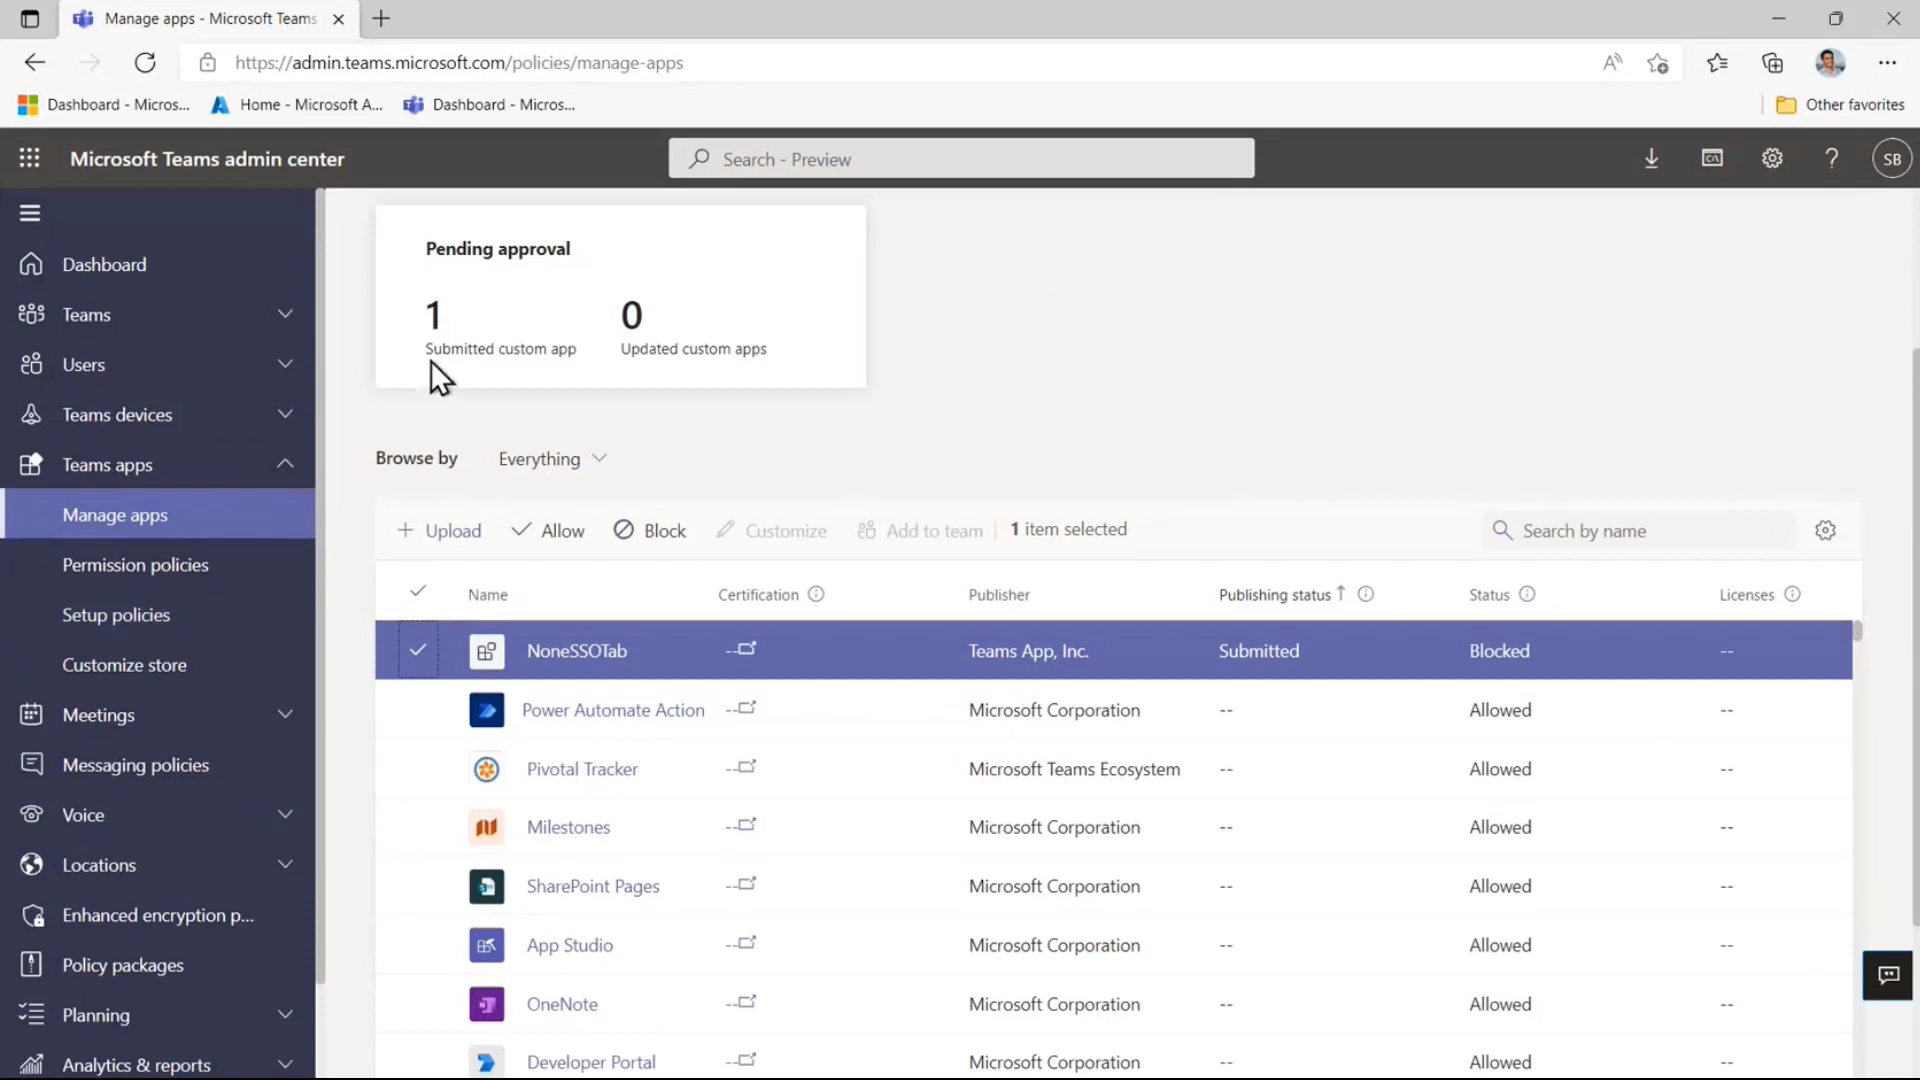 Manage apps - Microsoft Teams
https://admin.teams.microsoft.com/policies/manage-apps
Dashboard - Micros...
Home - Microsoft A...
Dashboard - Micros...
Other favorites
Microsoft Teams admin center
Search - Preview
SB
Dashboard
Teams
Users
Teams devices
Teams apps
Manage apps
Permission policies
Setup policies
Customize store
Meetings
Messaging policies
Voice
Locations
Enhanced encryption p...
Policy packages
Planning
Analytics & reports
Pending approval
1 0
Submitted custom app Updated custom apps
Browse by Everything
Upload Allow Block Customize Add to team 1 item selected Search by name
Name Certification Publisher Publishing status ↑ Status Licenses
NoneSSOTab -- Teams App, Inc. Submitted Blocked --
Power Automate Action -- Microsoft Corporation -- Allowed --
Pivotal Tracker -- Microsoft Teams Ecosystem -- Allowed --
Milestones -- Microsoft Corporation -- Allowed --
SharePoint Pages -- Microsoft Corporation -- Allowed --
App Studio -- Microsoft Corporation -- Allowed --
OneNote -- Microsoft Corporation -- Allowed --
Developer Portal -- Microsoft Corporation -- Allowed --